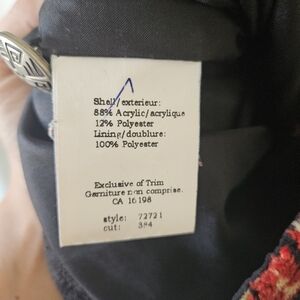 Shell/exterieur:
88% Acrylic/acrylique
12% Polyester
Lining/doublure:
100% Polyester
Exclusive of Trim
Garniture non comprise.
CA 16198
style: 72721
cut: 384